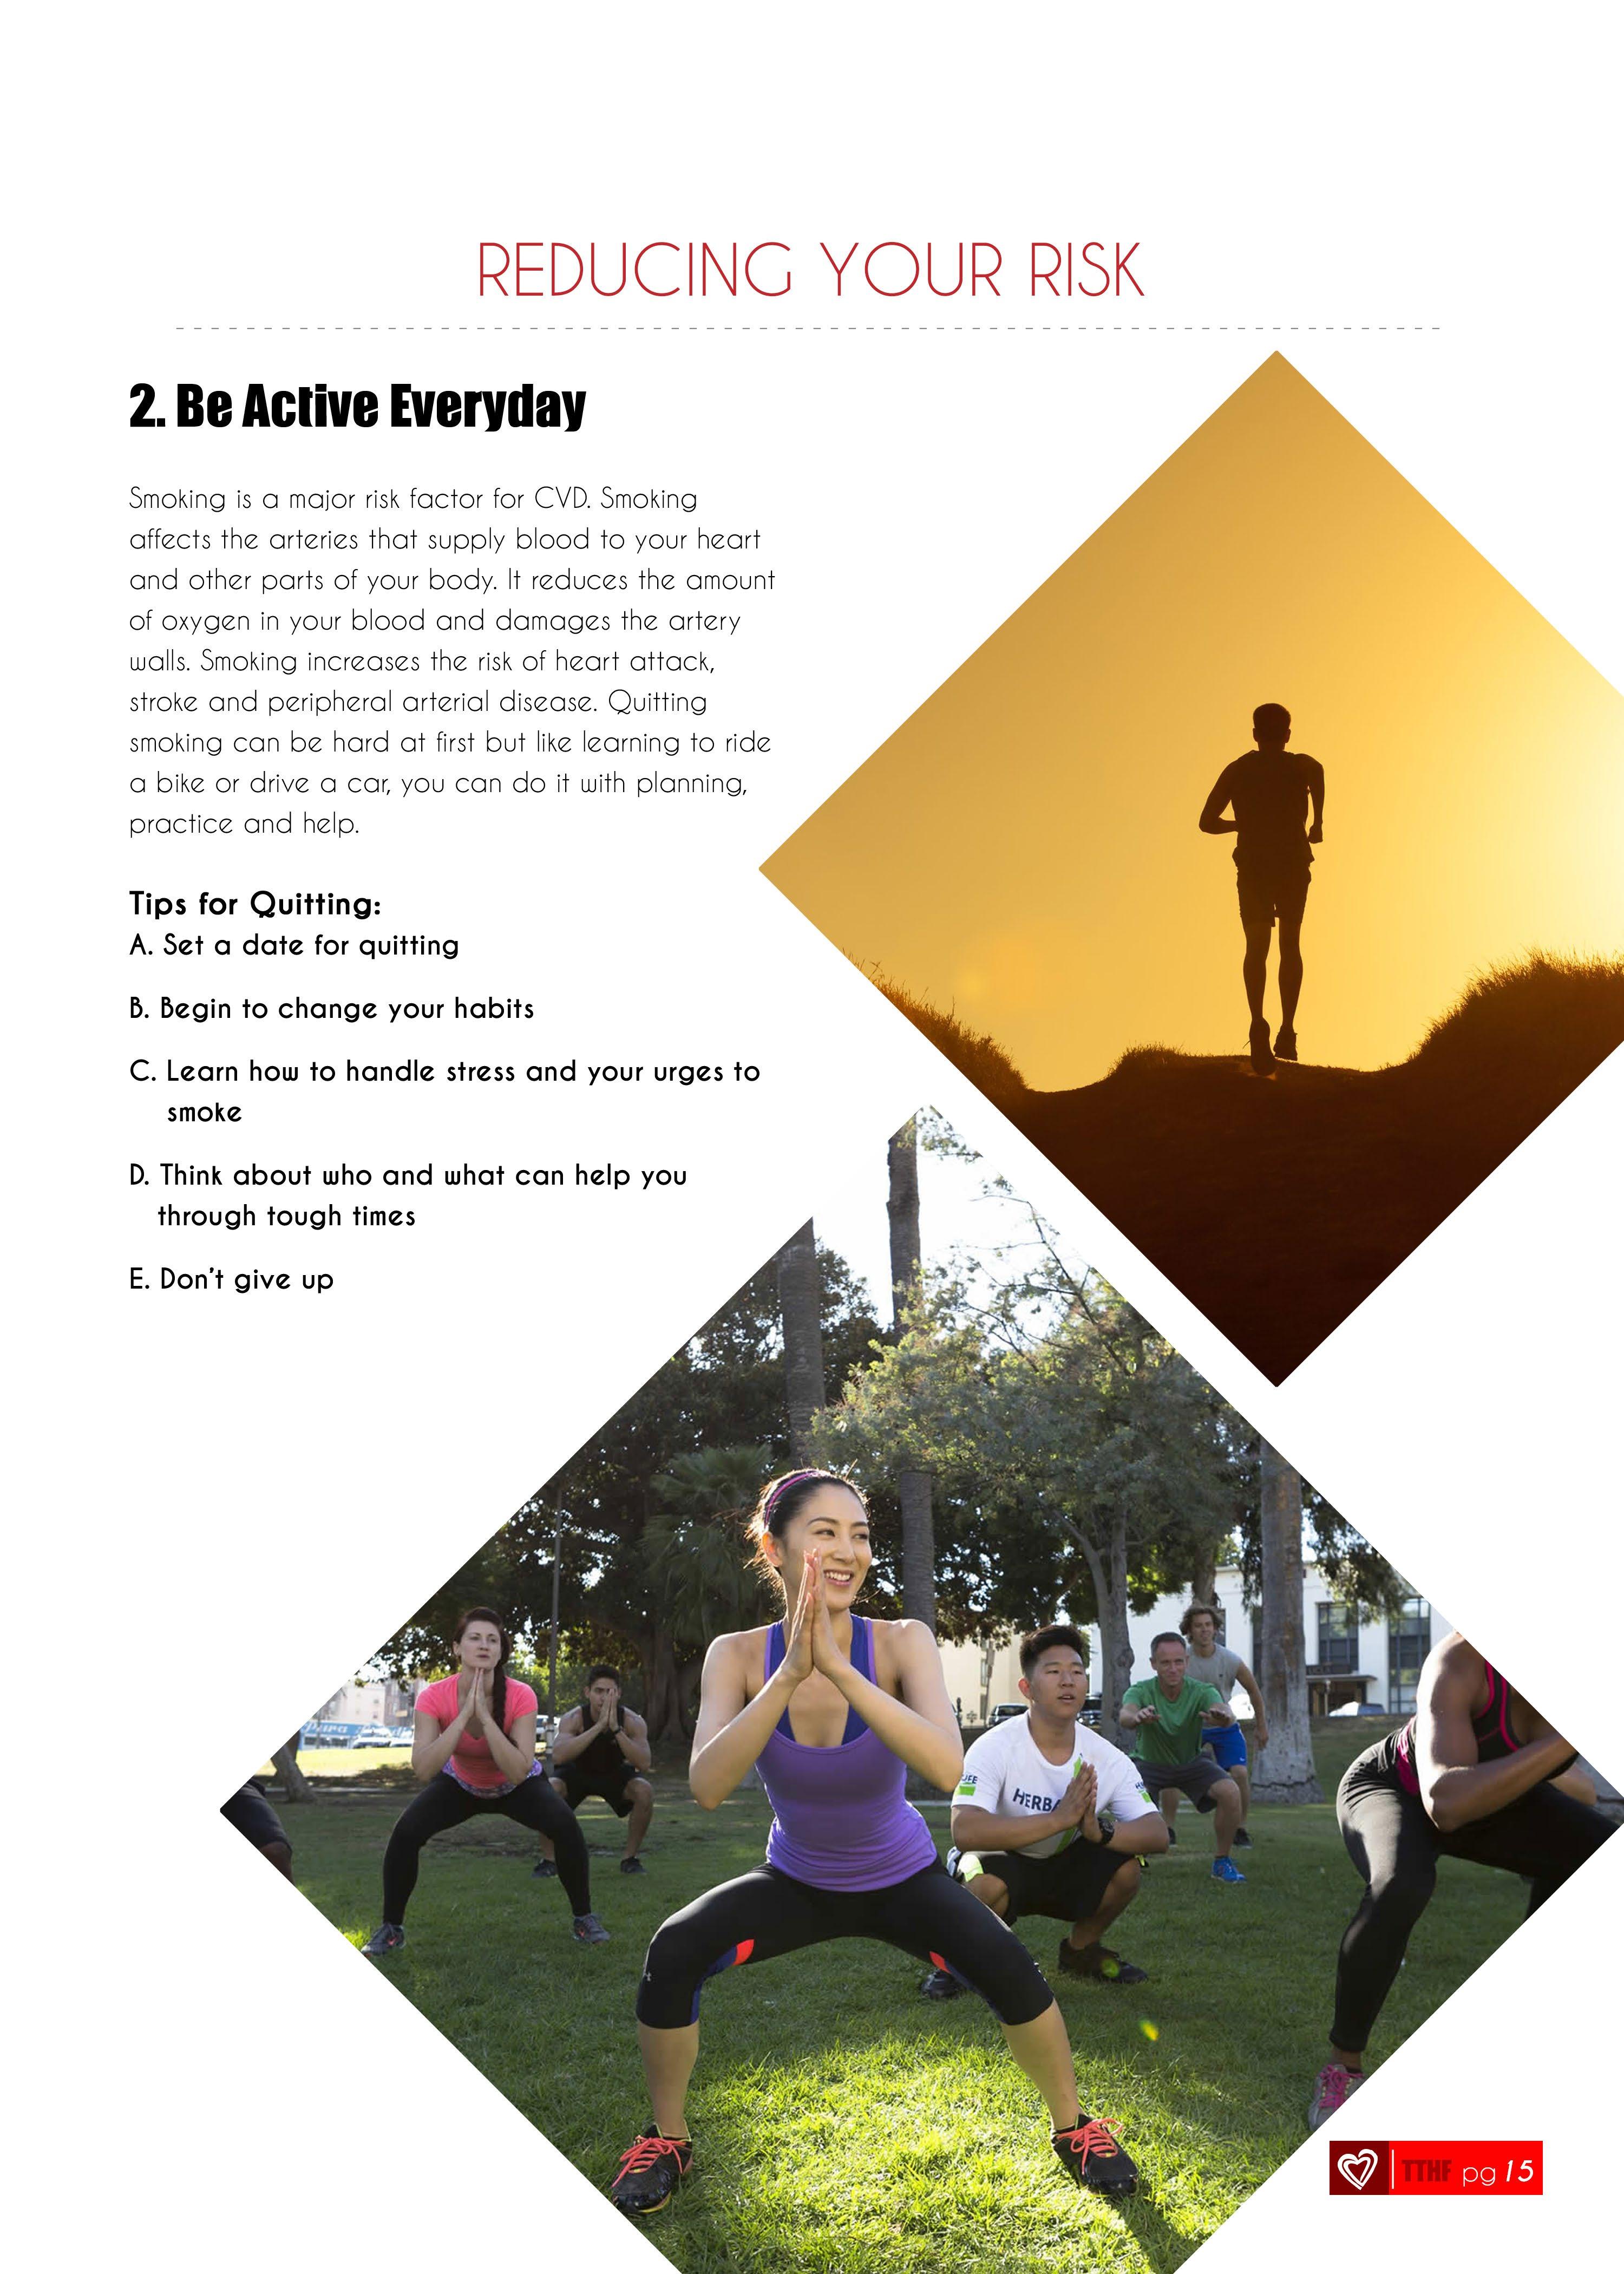 REDUCING YOUR RISK
2. Be Active Everyday
Smoking is a major risk factor for CVD. Smoking
affects the arteries that supply blood to your heart
and other parts of your body. It reduces the amount
of oxygen in your blood and damages the artery
walls. Smoking increases the risk of heart attack,
stroke and peripheral arterial disease. Quitting
smoking can be hard at first but like learning to ride
a bike or drive a car, you can do it with planning,
practice and help.
Tips for Quitting:
A. Set a date for quitting
B. Begin to change your habits
C. Learn how to handle stress and your urges to
smoke
D. Think about who and what can help you
through tough times
E. Don't give up
HERBA
TTHF pg 15